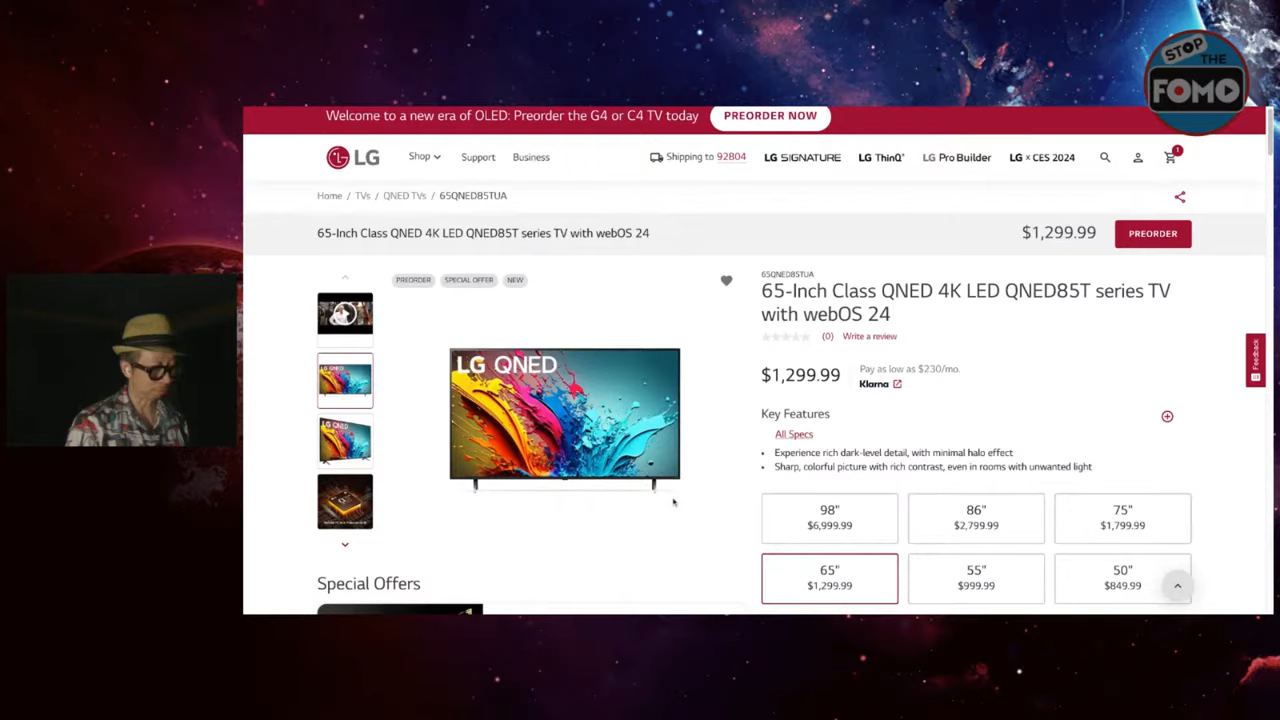 STOP
THE
FOMO
Welcome to a new era of OLED: Preorder the G4 or C4 TV today
PREORDER NOW
LG
Shop
Support
Business
Shipping to 92804
LG SIGNATURE
LG ThinQ®
LG Pro Builder
LG x CES 2024
1
Home / TVs / QNED TVs / 65QNED85TUA
65-Inch Class QNED 4K LED QNED85T series TV with webOS 24
$1,299.99
PREORDER
PREORDER
SPECIAL OFFER
NEW
LG QNED
LG QNED
LG QNED
65QNED85TUA
65-Inch Class QNED 4K LED QNED85T series TV
with webOS 24
(0)
Write a review
$1,299.99
Pay as low as $230/mo.
Klarna
Key Features
All Specs
• Experience rich dark-level detail, with minimal halo effect
• Sharp, colorful picture with rich contrast, even in rooms with unwanted light
98"
$6,999.99
86"
$2,799.99
75"
$1,799.99
65"
$1,299.99
55"
$999.99
50"
$849.99
Feedback
Special Offers